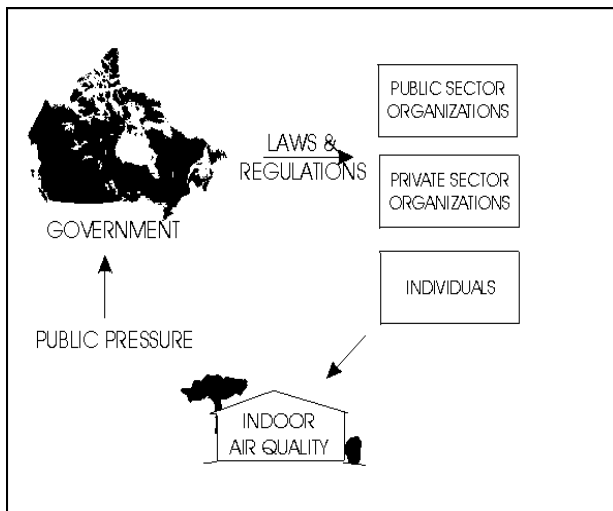 PUBLIC SECTOR
ORGANIZATIONS
LAWS &
REGULATIONS
PRIVATE SECTOR
ORGANIZATIONS
GOVERNMENT
INDIVIDUALS
PUBLIC PRESSURE
INDOOR
AIR QUALITY